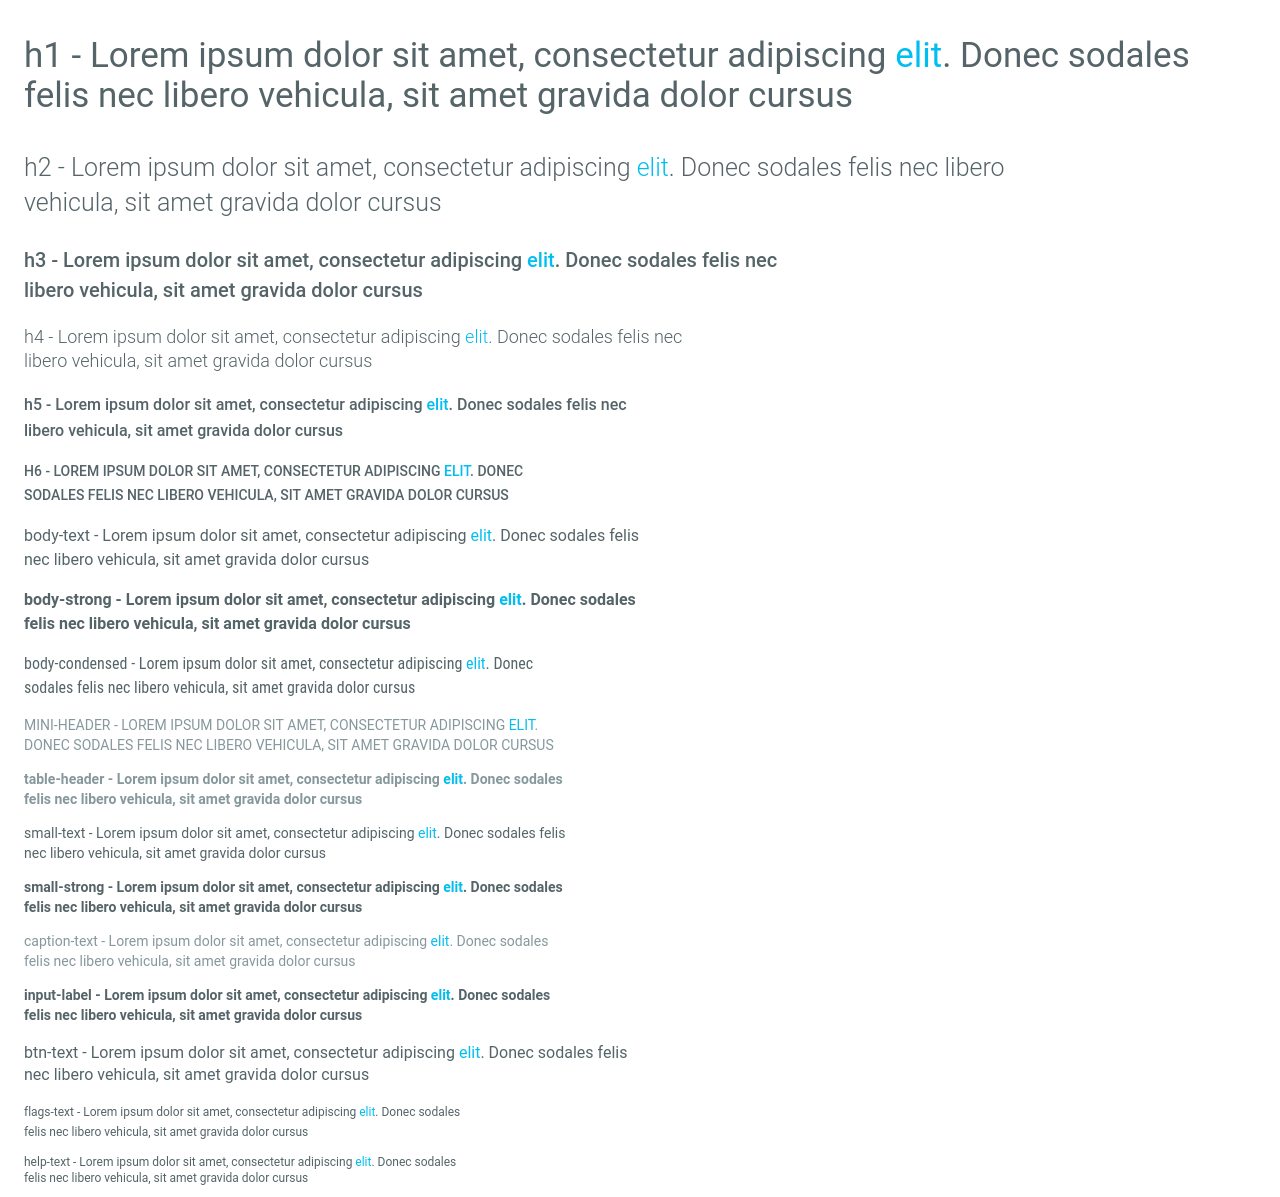 h1 - Lorem ipsum dolor sit amet, consectetur adipiscing elit. Donec sodales
felis nec libero vehicula, sit amet gravida dolor cursus
h2 - Lorem ipsum dolor sit amet, consectetur adipiscing elit. Donec sodales felis nec libero
vehicula, sit amet gravida dolor cursus
h3 - Lorem ipsum dolor sit amet, consectetur adipiscing elit. Donec sodales felis nec
libero vehicula, sit amet gravida dolor cursus
h4 - Lorem ipsum dolor sit amet, consectetur adipiscing elit. Donec sodales felis nec
libero vehicula, sit amet gravida dolor cursus
h5 - Lorem ipsum dolor sit amet, consectetur adipiscing elit. Donec sodales felis nec
libero vehicula, sit amet gravida dolor cursus
H6 - LOREM IPSUM DOLOR SIT AMET, CONSECTETUR ADIPISCING ELIT. DONEC
SODALES FELIS NEC LIBERO VEHICULA, SIT AMET GRAVIDA DOLOR CURSUS
body-text - Lorem ipsum dolor sit amet, consectetur adipiscing elit. Donec sodales felis
nec libero vehicula, sit amet gravida dolor cursus
body-strong - Lorem ipsum dolor sit amet, consectetur adipiscing elit. Donec sodales
felis nec libero vehicula, sit amet gravida dolor cursus
body-condensed - Lorem ipsum dolor sit amet, consectetur adipiscing elit. Donec
sodales felis nec libero vehicula, sit amet gravida dolor cursus
MINI-HEADER - LOREM IPSUM DOLOR SIT AMET, CONSECTETUR ADIPISCING ELIT.
DONEC SODALES FELIS NEC LIBERO VEHICULA, SIT AMET GRAVIDA DOLOR CURSUS
table-header - Lorem ipsum dolor sit amet, consectetur adipiscing elit. Donec sodales
felis nec libero vehicula, sit amet gravida dolor cursus
small-text - Lorem ipsum dolor sit amet, consectetur adipiscing elit. Donec sodales felis
nec libero vehicula, sit amet gravida dolor cursus
small-strong - Lorem ipsum dolor sit amet, consectetur adipiscing elit. Donec sodales
felis nec libero vehicula, sit amet gravida dolor cursus
caption-text - Lorem ipsum dolor sit amet, consectetur adipiscing elit. Donec sodales
felis nec libero vehicula, sit amet gravida dolor cursus
input-label - Lorem ipsum dolor sit amet, consectetur adipiscing elit. Donec sodales
felis nec libero vehicula, sit amet gravida dolor cursus
btn-text - Lorem ipsum dolor sit amet, consectetur adipiscing elit. Donec sodales felis
nec libero vehicula, sit amet gravida dolor cursus
flags-text - Lorem ipsum dolor sit amet, consectetur adipiscing elit. Donec sodales
felis nec libero vehicula, sit amet gravida dolor cursus
help-text - Lorem ipsum dolor sit amet, consectetur adipiscing elit. Donec sodales
felis nec libero vehicula, sit amet gravida dolor cursus